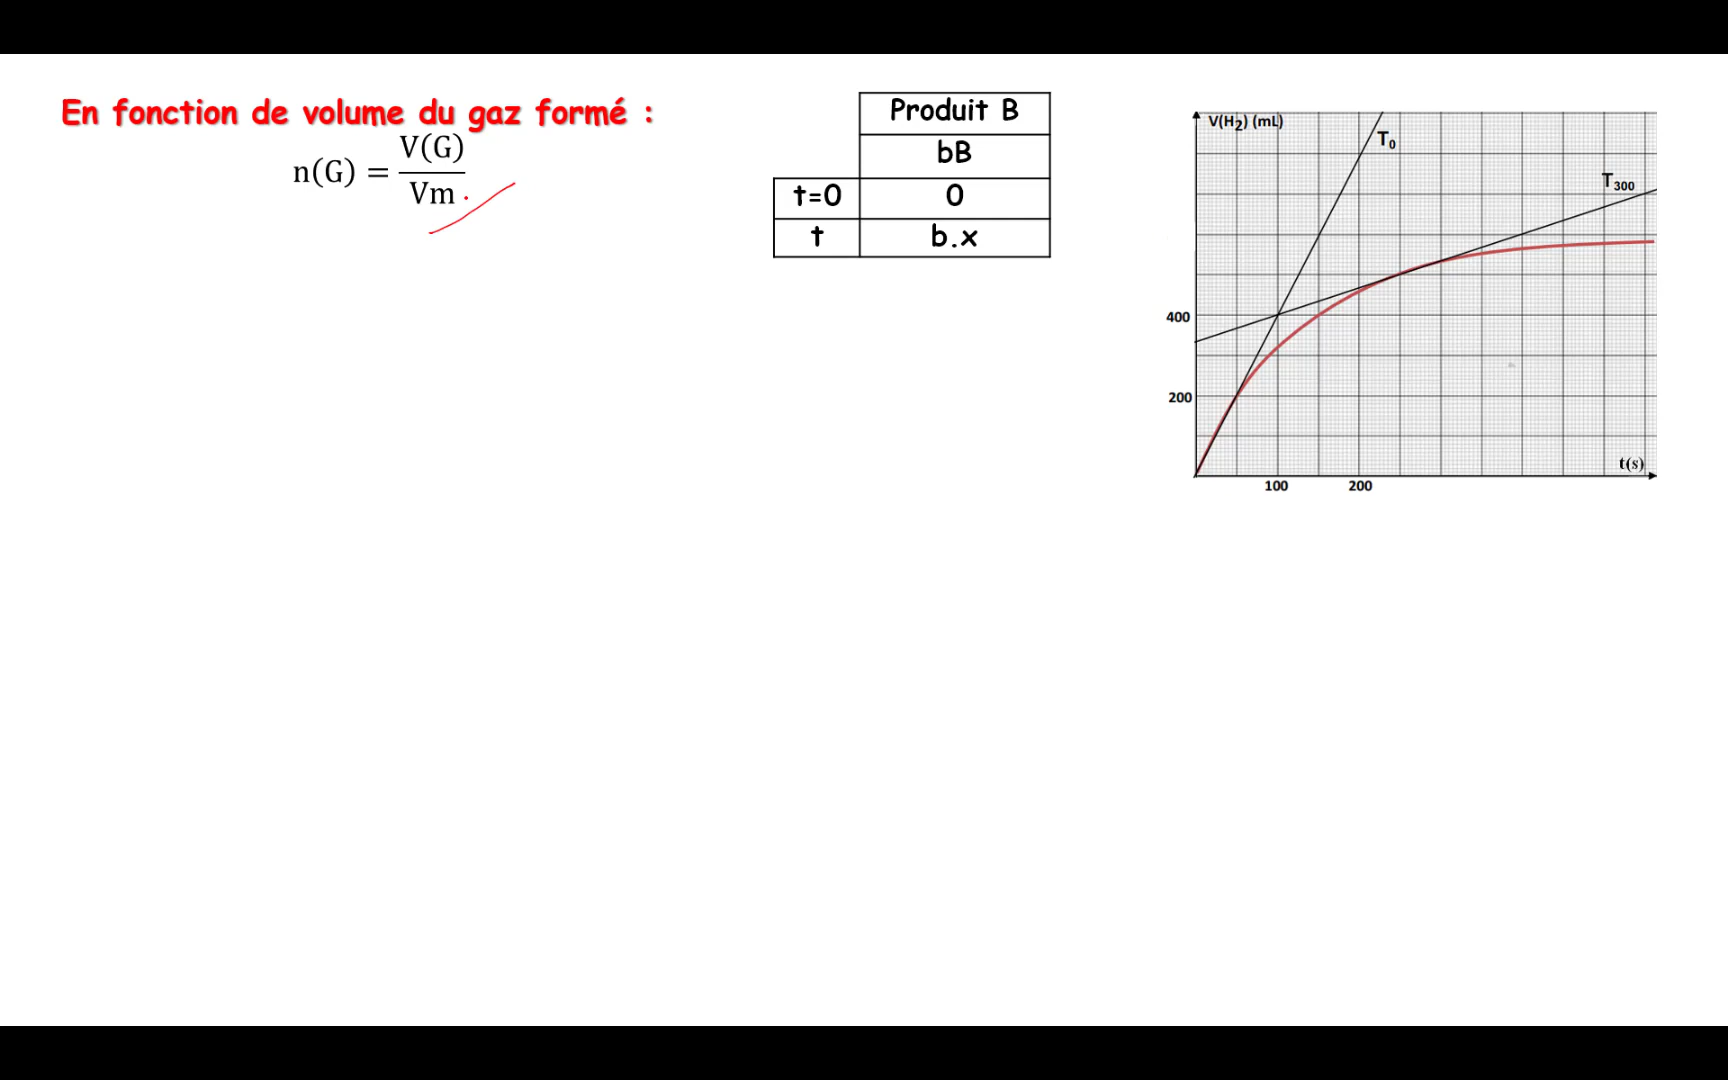 En fonction de volume du gaz formé :
n(G) = V(G)/Vm .
Produit B
bB
t=0 0
t b.x
V(H₂) (mL)
T₀
T₃₀₀
400
200
t(s)
100 200